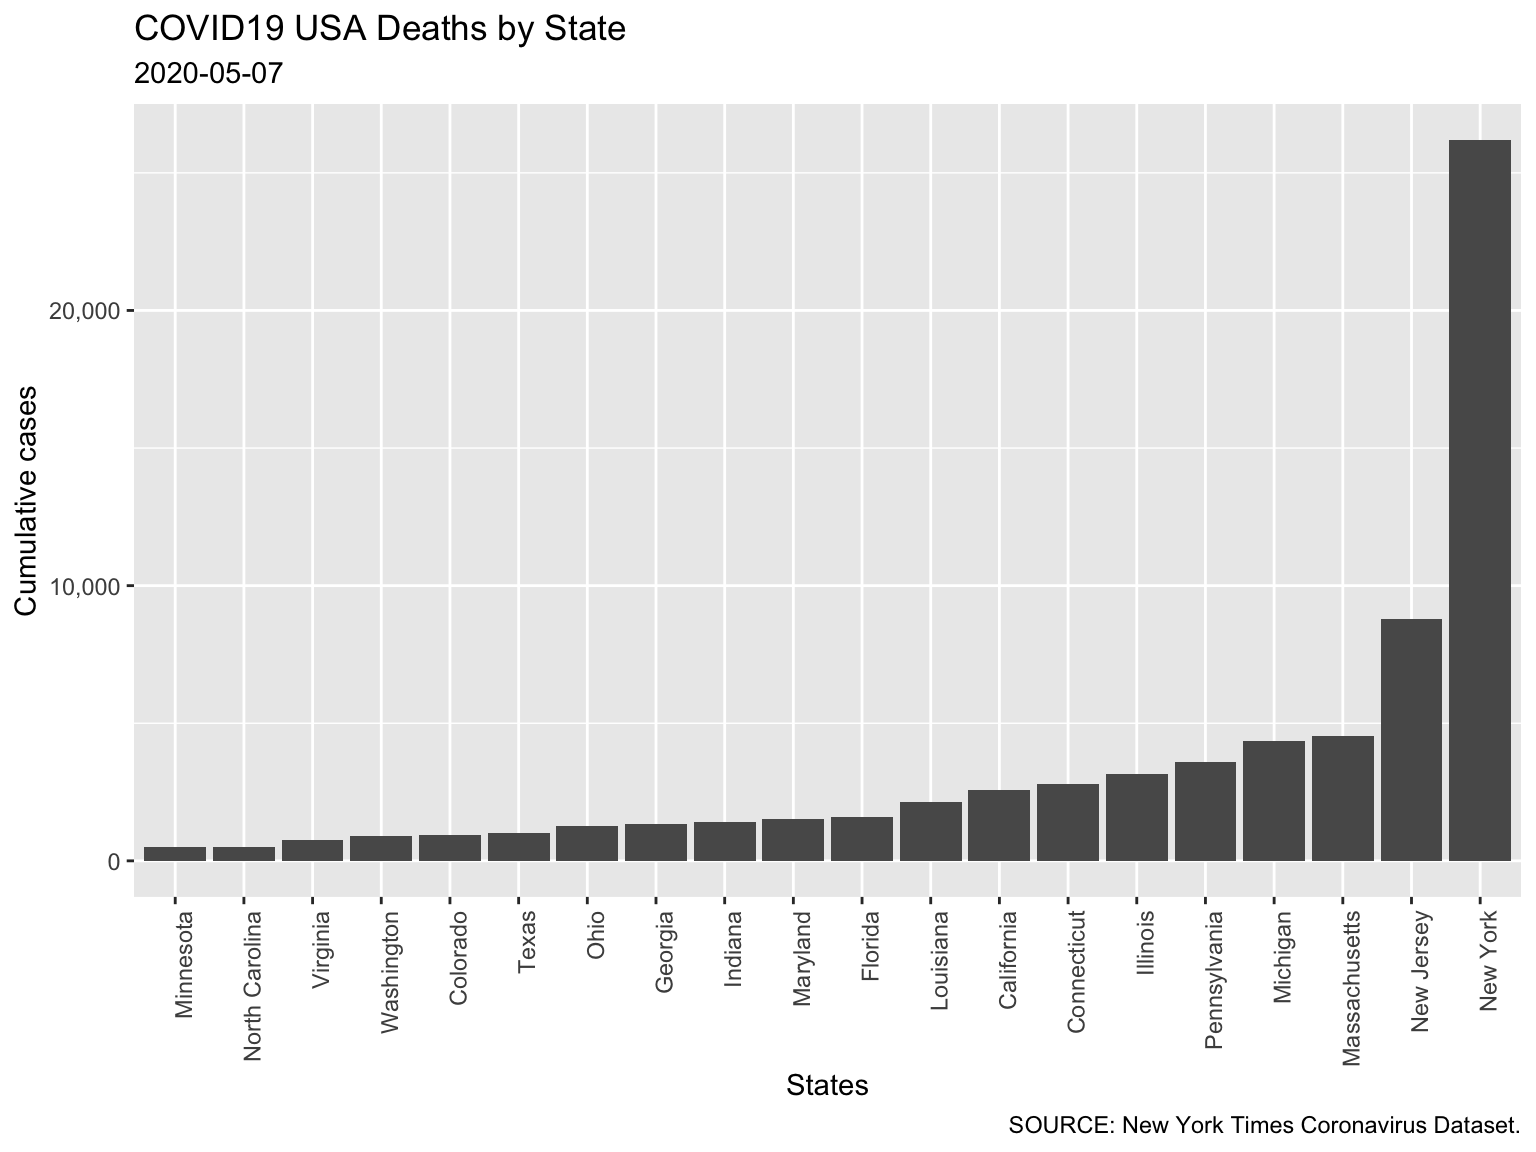 COVID19 USA Deaths by State
2020-05-07
Cumulative cases
20,000
10,000
0
Minnesota
North Carolina
Virginia
Washington
Colorado
Texas
Ohio
Georgia
Indiana
Maryland
Florida
Louisiana
California
Connecticut
Illinois
Pennsylvania
Michigan
Massachusetts
New Jersey
New York
States
SOURCE: New York Times Coronavirus Dataset.